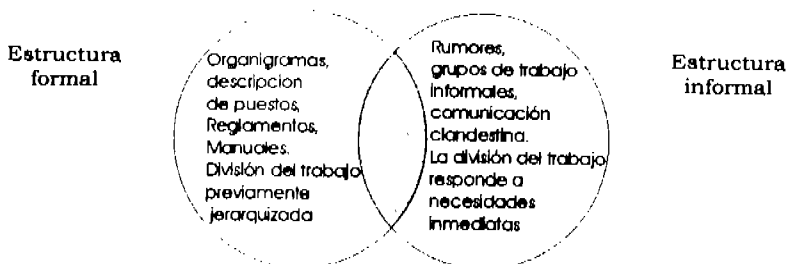 Estructura
formal
Organigramas,
descripcion
de puestos,
Reglamentos,
Manuales.
División del trabajo
previamente
jerarquizada
Rumores,
grupos de trabajo
informales,
comunicación
clandestina.
La división del trabajo
responde a
necesidades
inmediatas
Estructura
informal